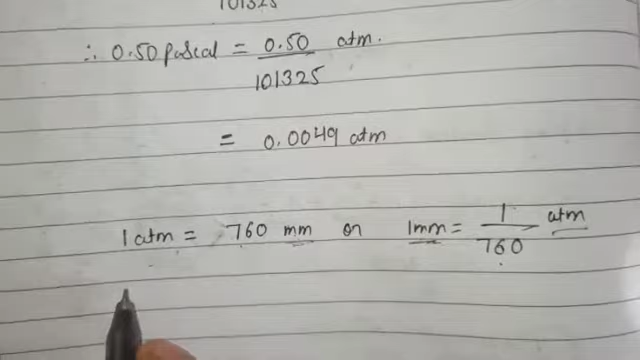 101325
∴ 0.50 pascal = 0.50 atm.
101325
= 0.0049 atm
1 atm = 760 mm or 1mm = 1 atm
760